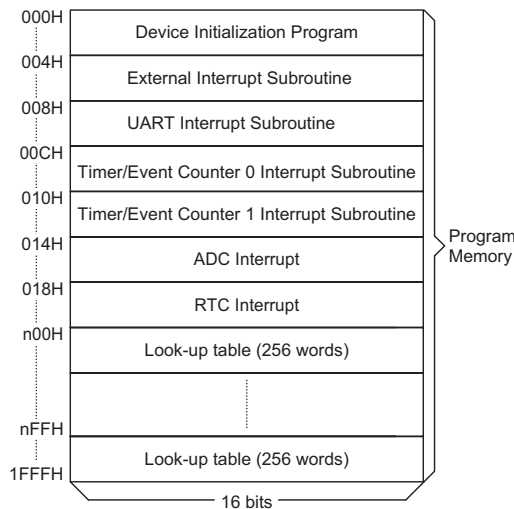 000H
Device Initialization Program
004H
External Interrupt Subroutine
008H
UART Interrupt Subroutine
00CH
Timer/Event Counter 0 Interrupt Subroutine
010H
Timer/Event Counter 1 Interrupt Subroutine
014H
ADC Interrupt
Program
Memory
018H
RTC Interrupt
n00H
Look-up table (256 words)
nFFH
Look-up table (256 words)
1FFFH
16 bits